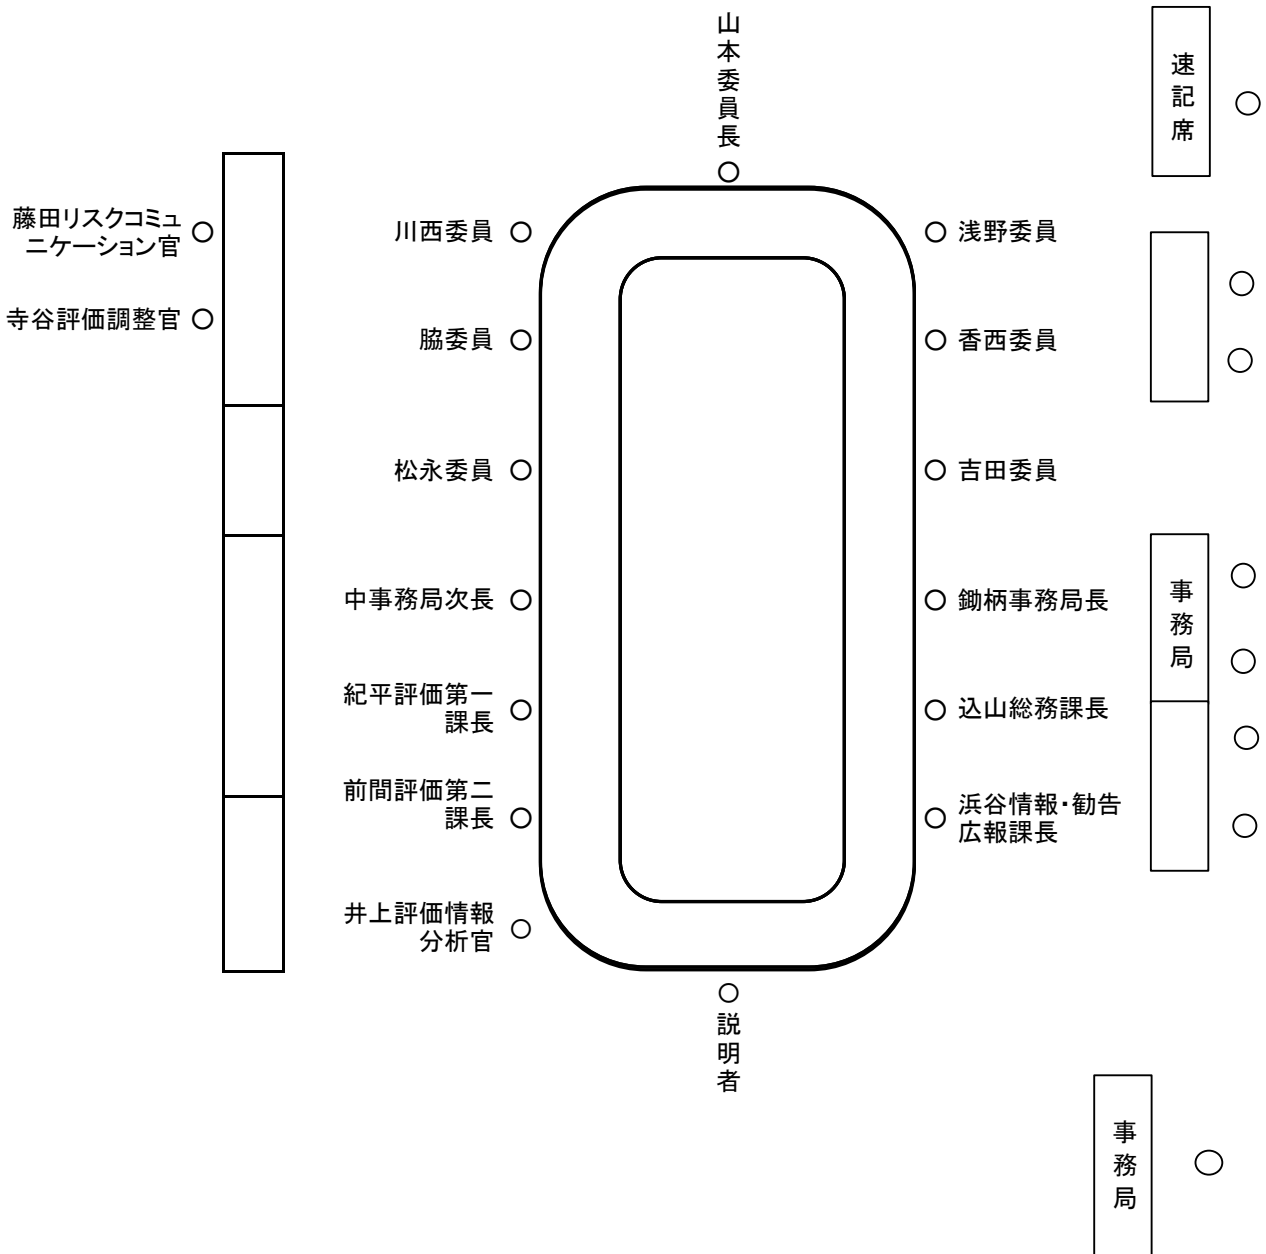 山本委員長
速記席
藤田リスクコミュ
ニケーション官
川西委員
浅野委員
寺谷評価調整官
脇委員
香西委員
松永委員
吉田委員
中事務局次長
鋤柄事務局長
事務局
紀平評価第一
課長
込山総務課長
前間評価第二
課長
浜谷情報・勧告
広報課長
井上評価情報
分析官
説明者
事務局